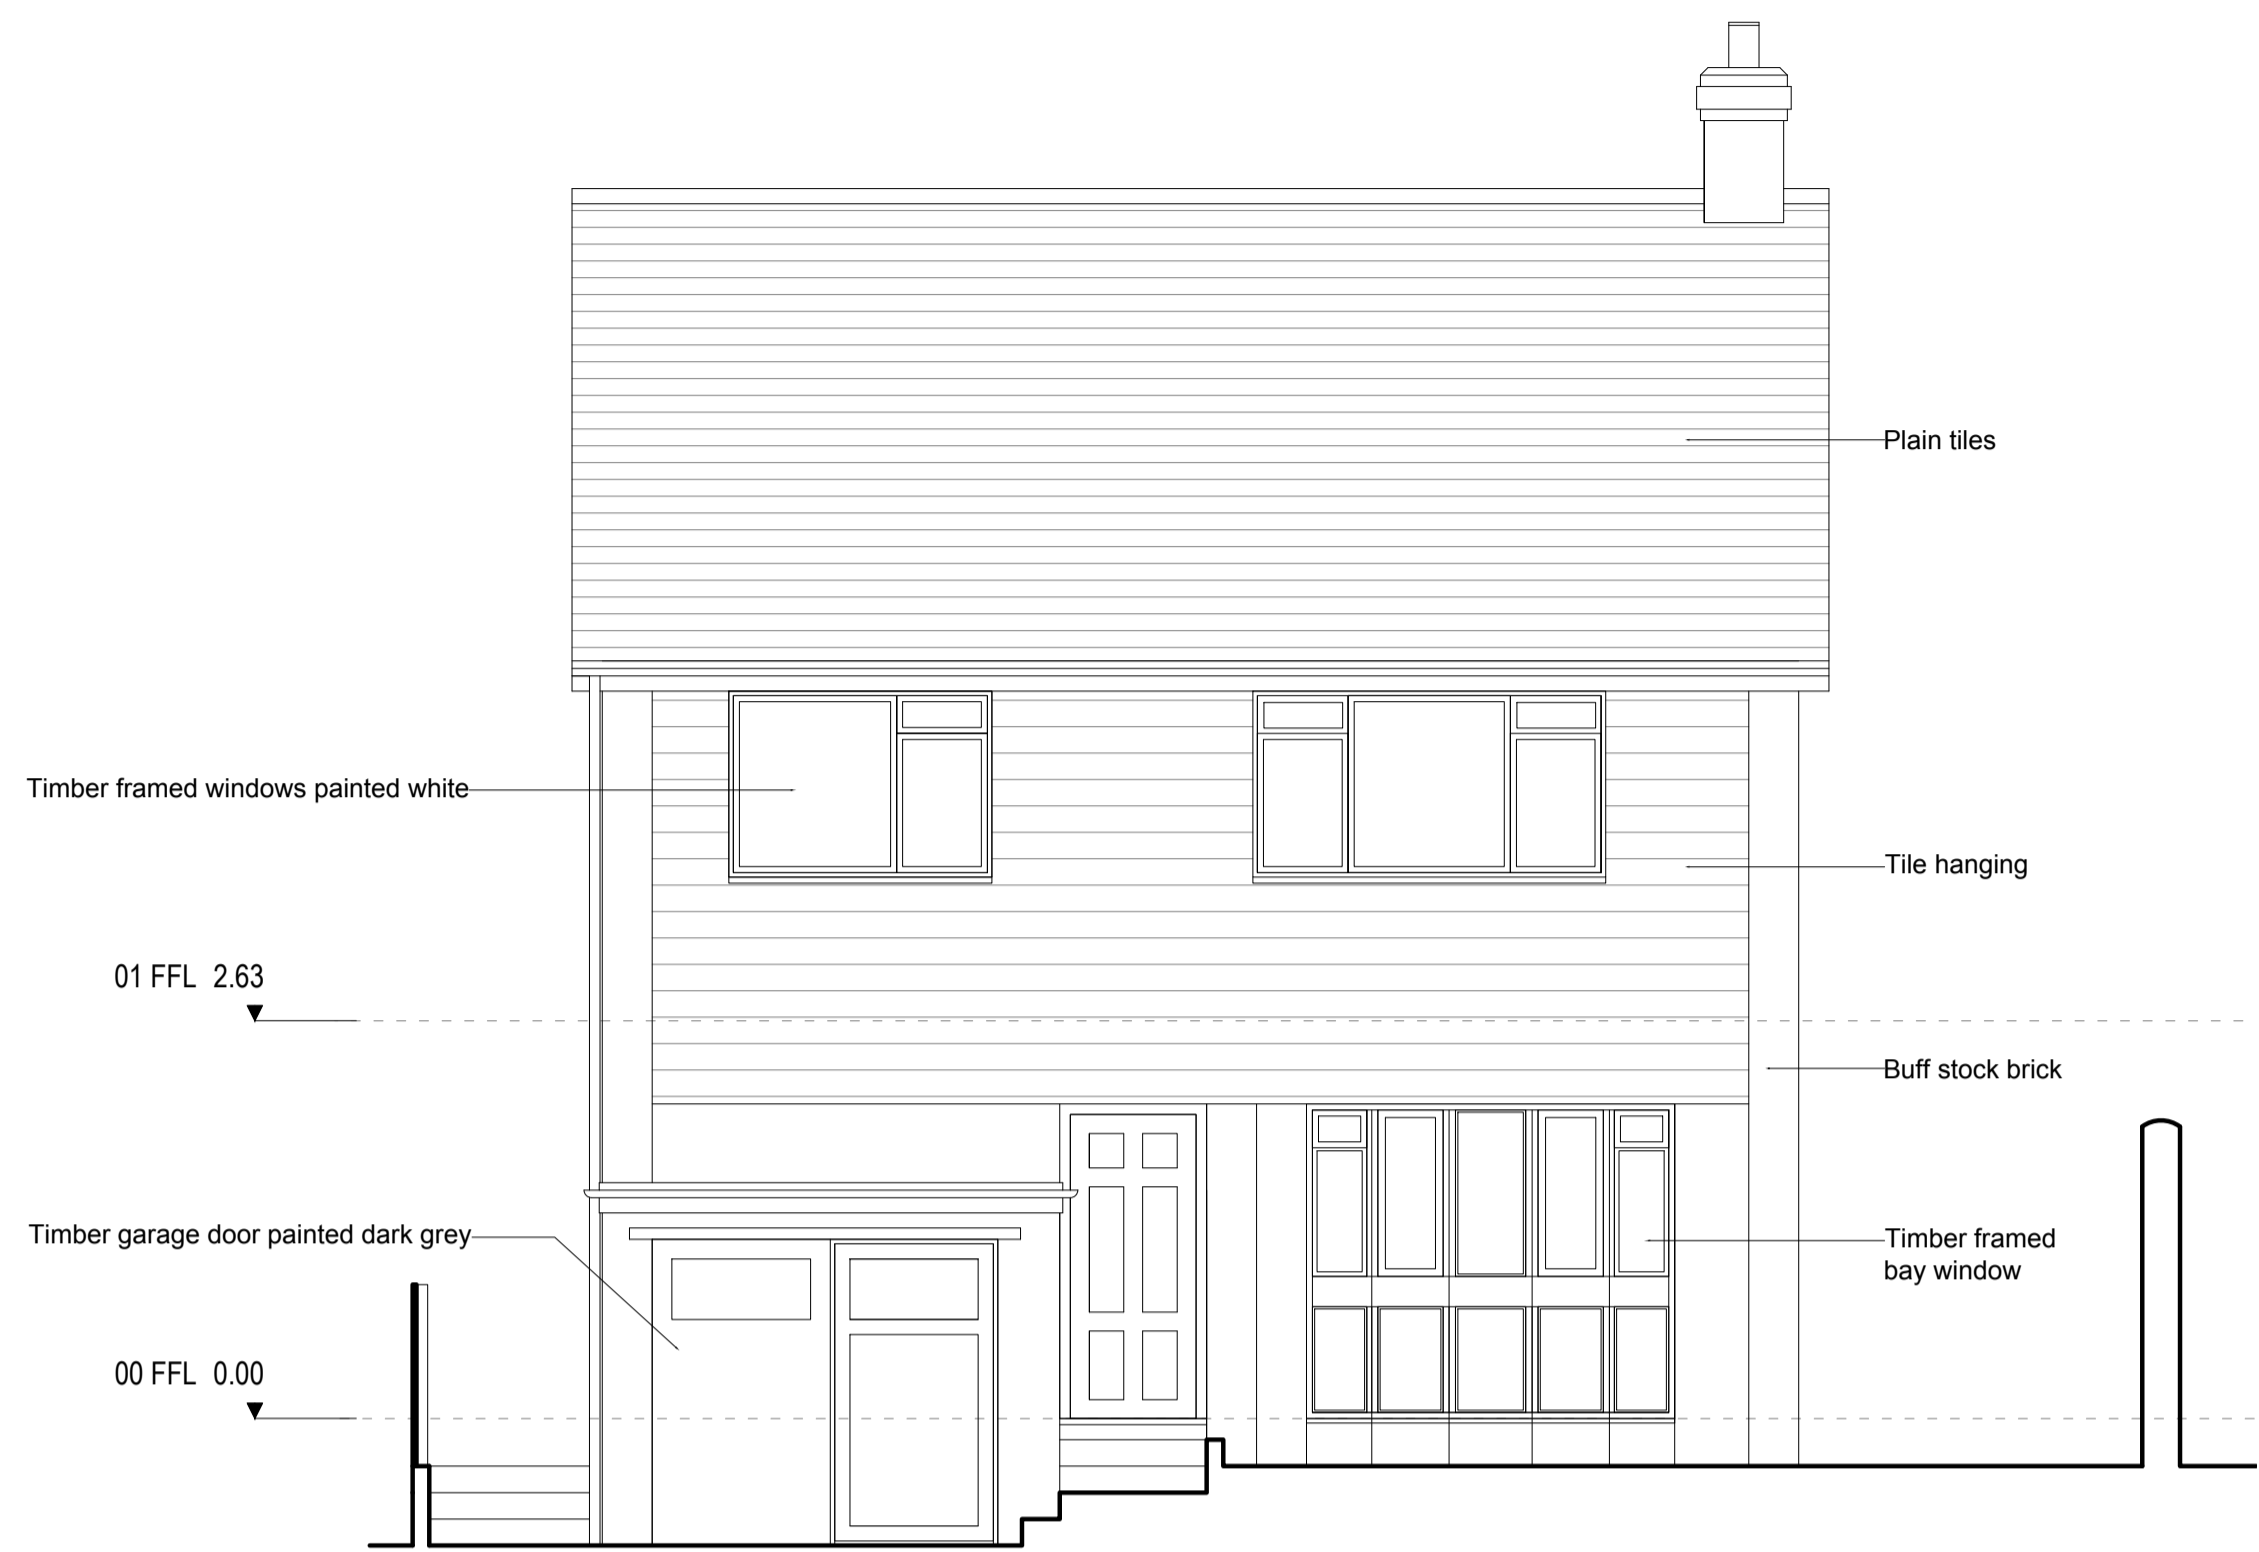 Plain tiles
Timber framed windows painted white
Tile hanging
01 FFL 2.63
Buff stock brick
Timber garage door painted dark grey
Timber framed
bay window
00 FFL 0.00